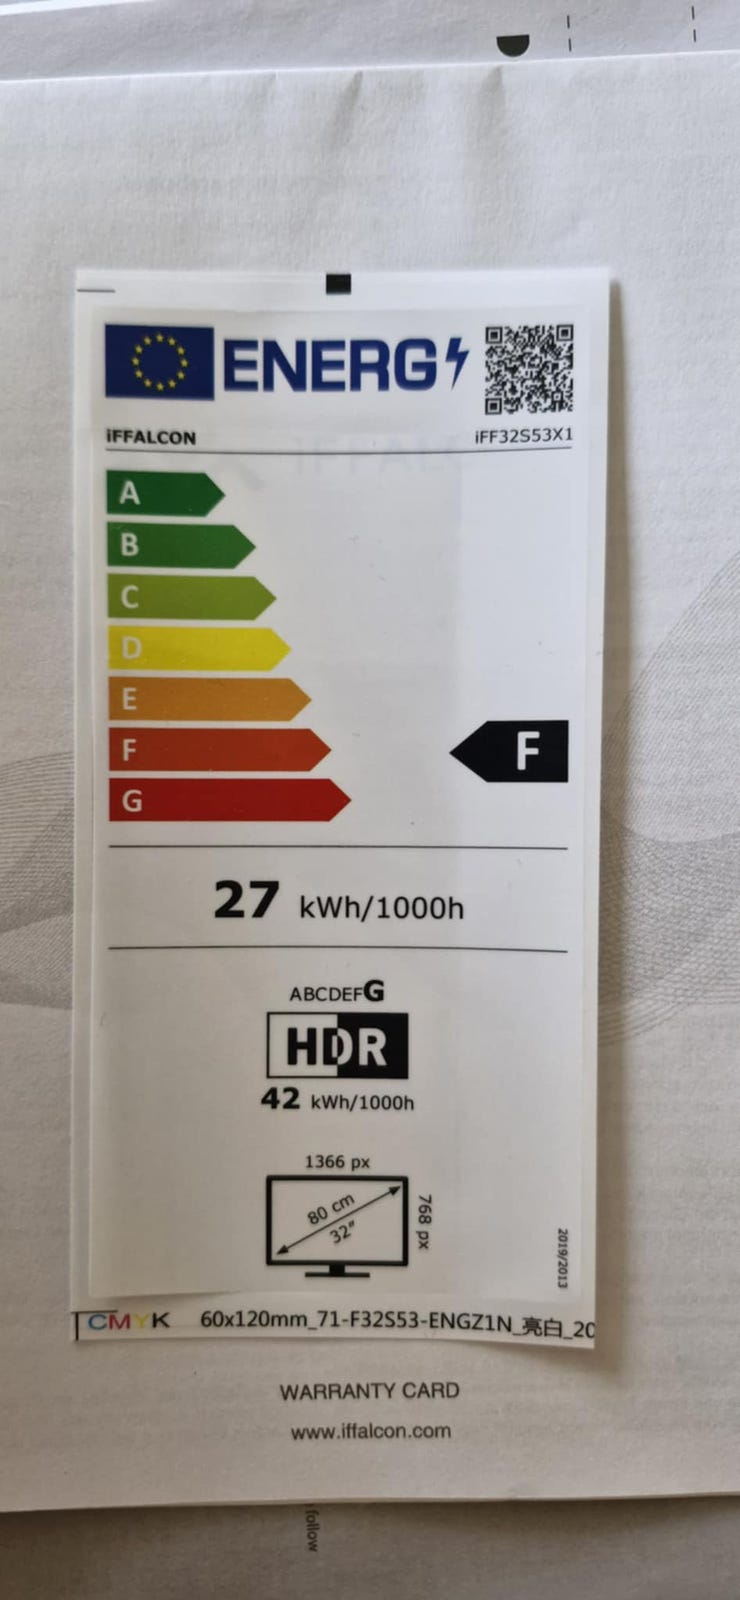 ENERG
iFFALCON
iFF32S53X1
A
B
C
D
E
F
F
G
27 kWh/1000h
ABCDEFG
HDR
42 kWh/1000h
1366 px
80 cm
32"
768 px
2019/2013
CMYK 60x120mm_71-F32S53-ENGZ1N_亮白_20
WARRANTY CARD
www.iffalcon.com
follow